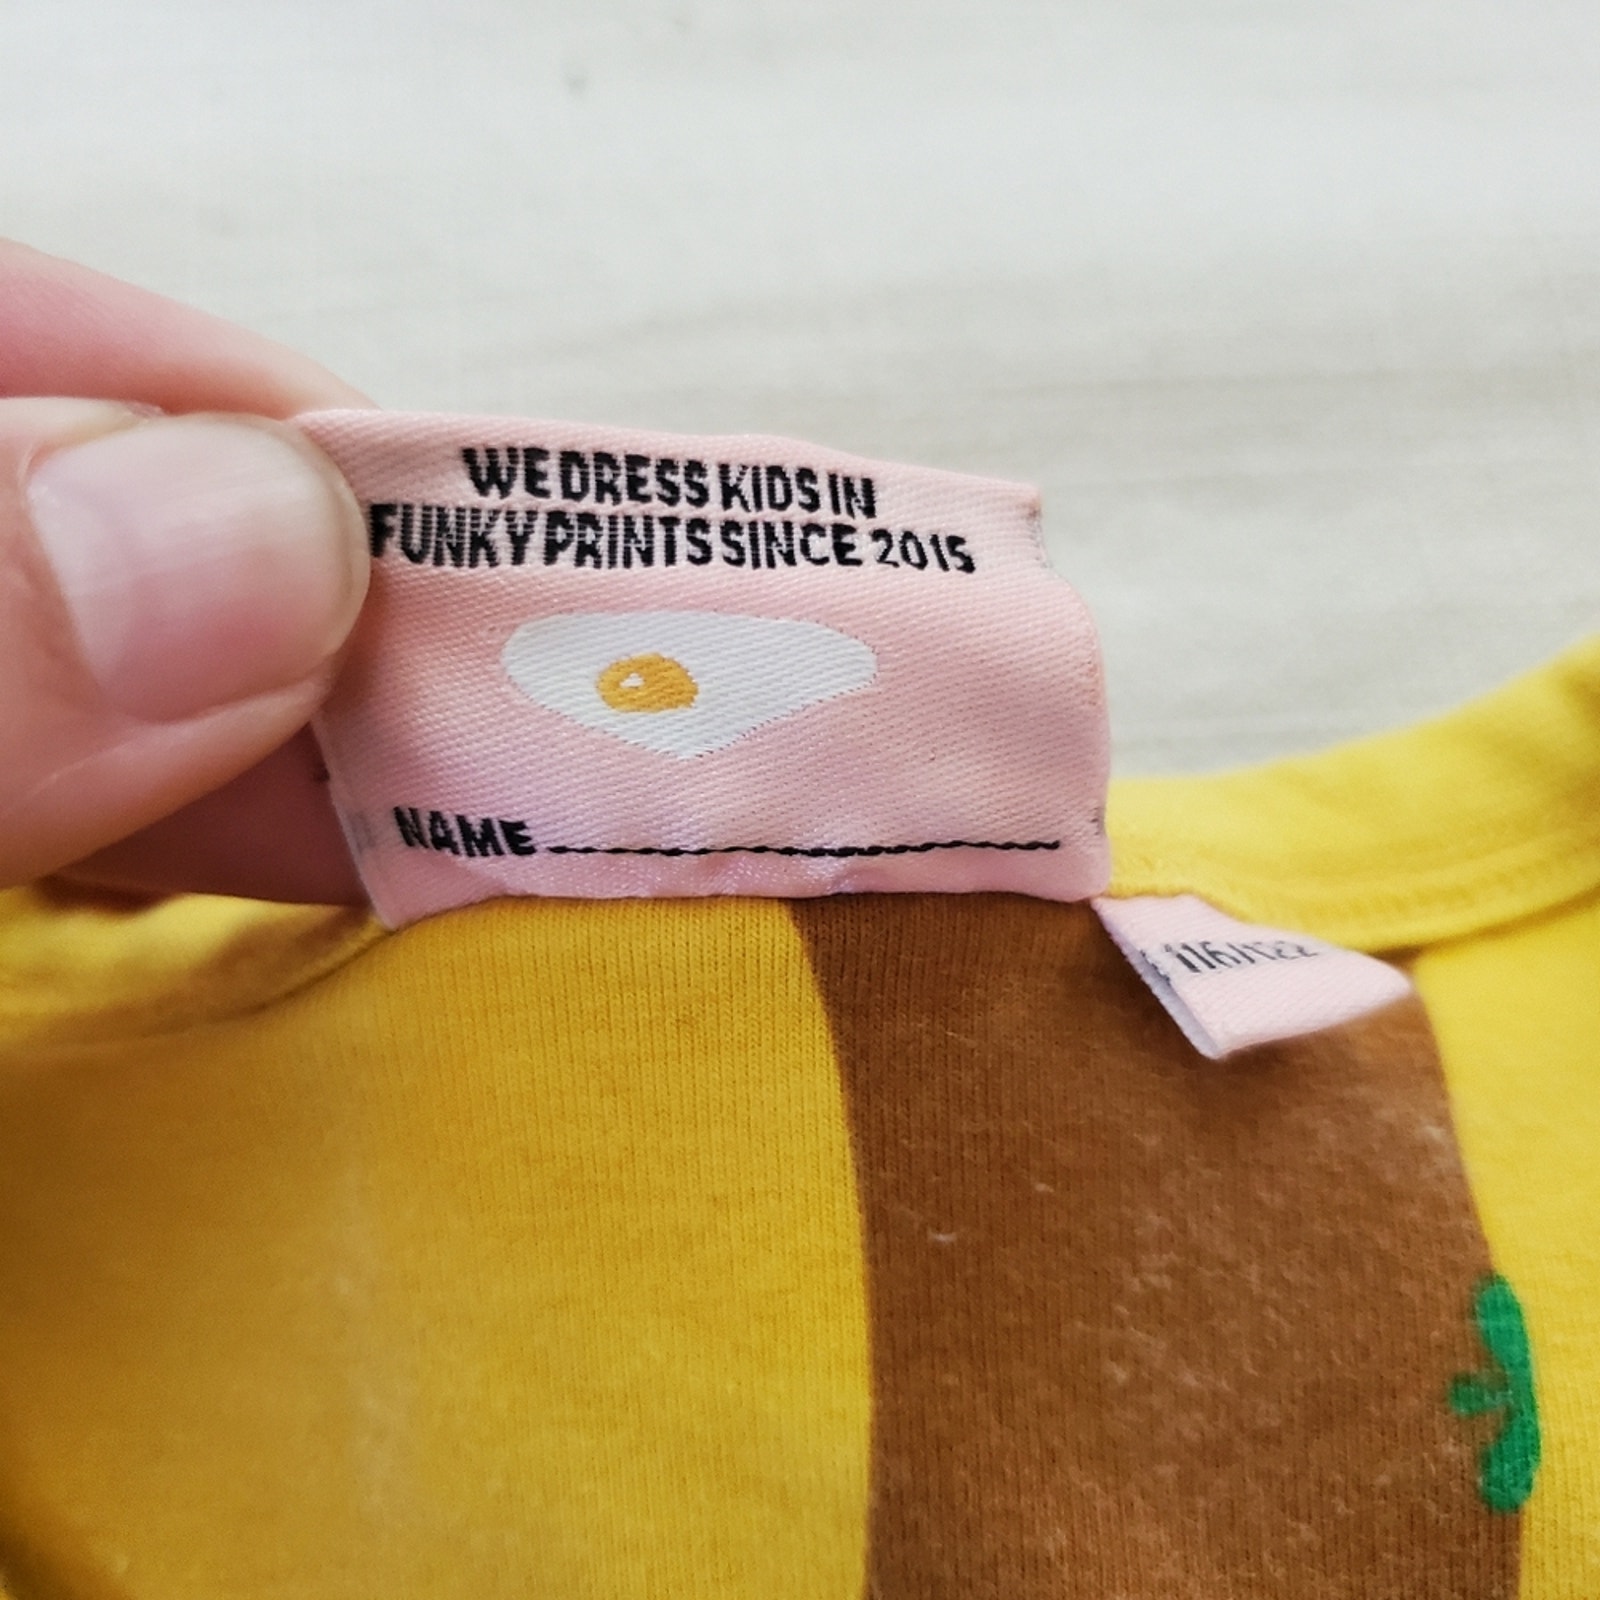 WE DRESS KIDS IN
FUNKY PRINTS SINCE 2015
NAME
116/122